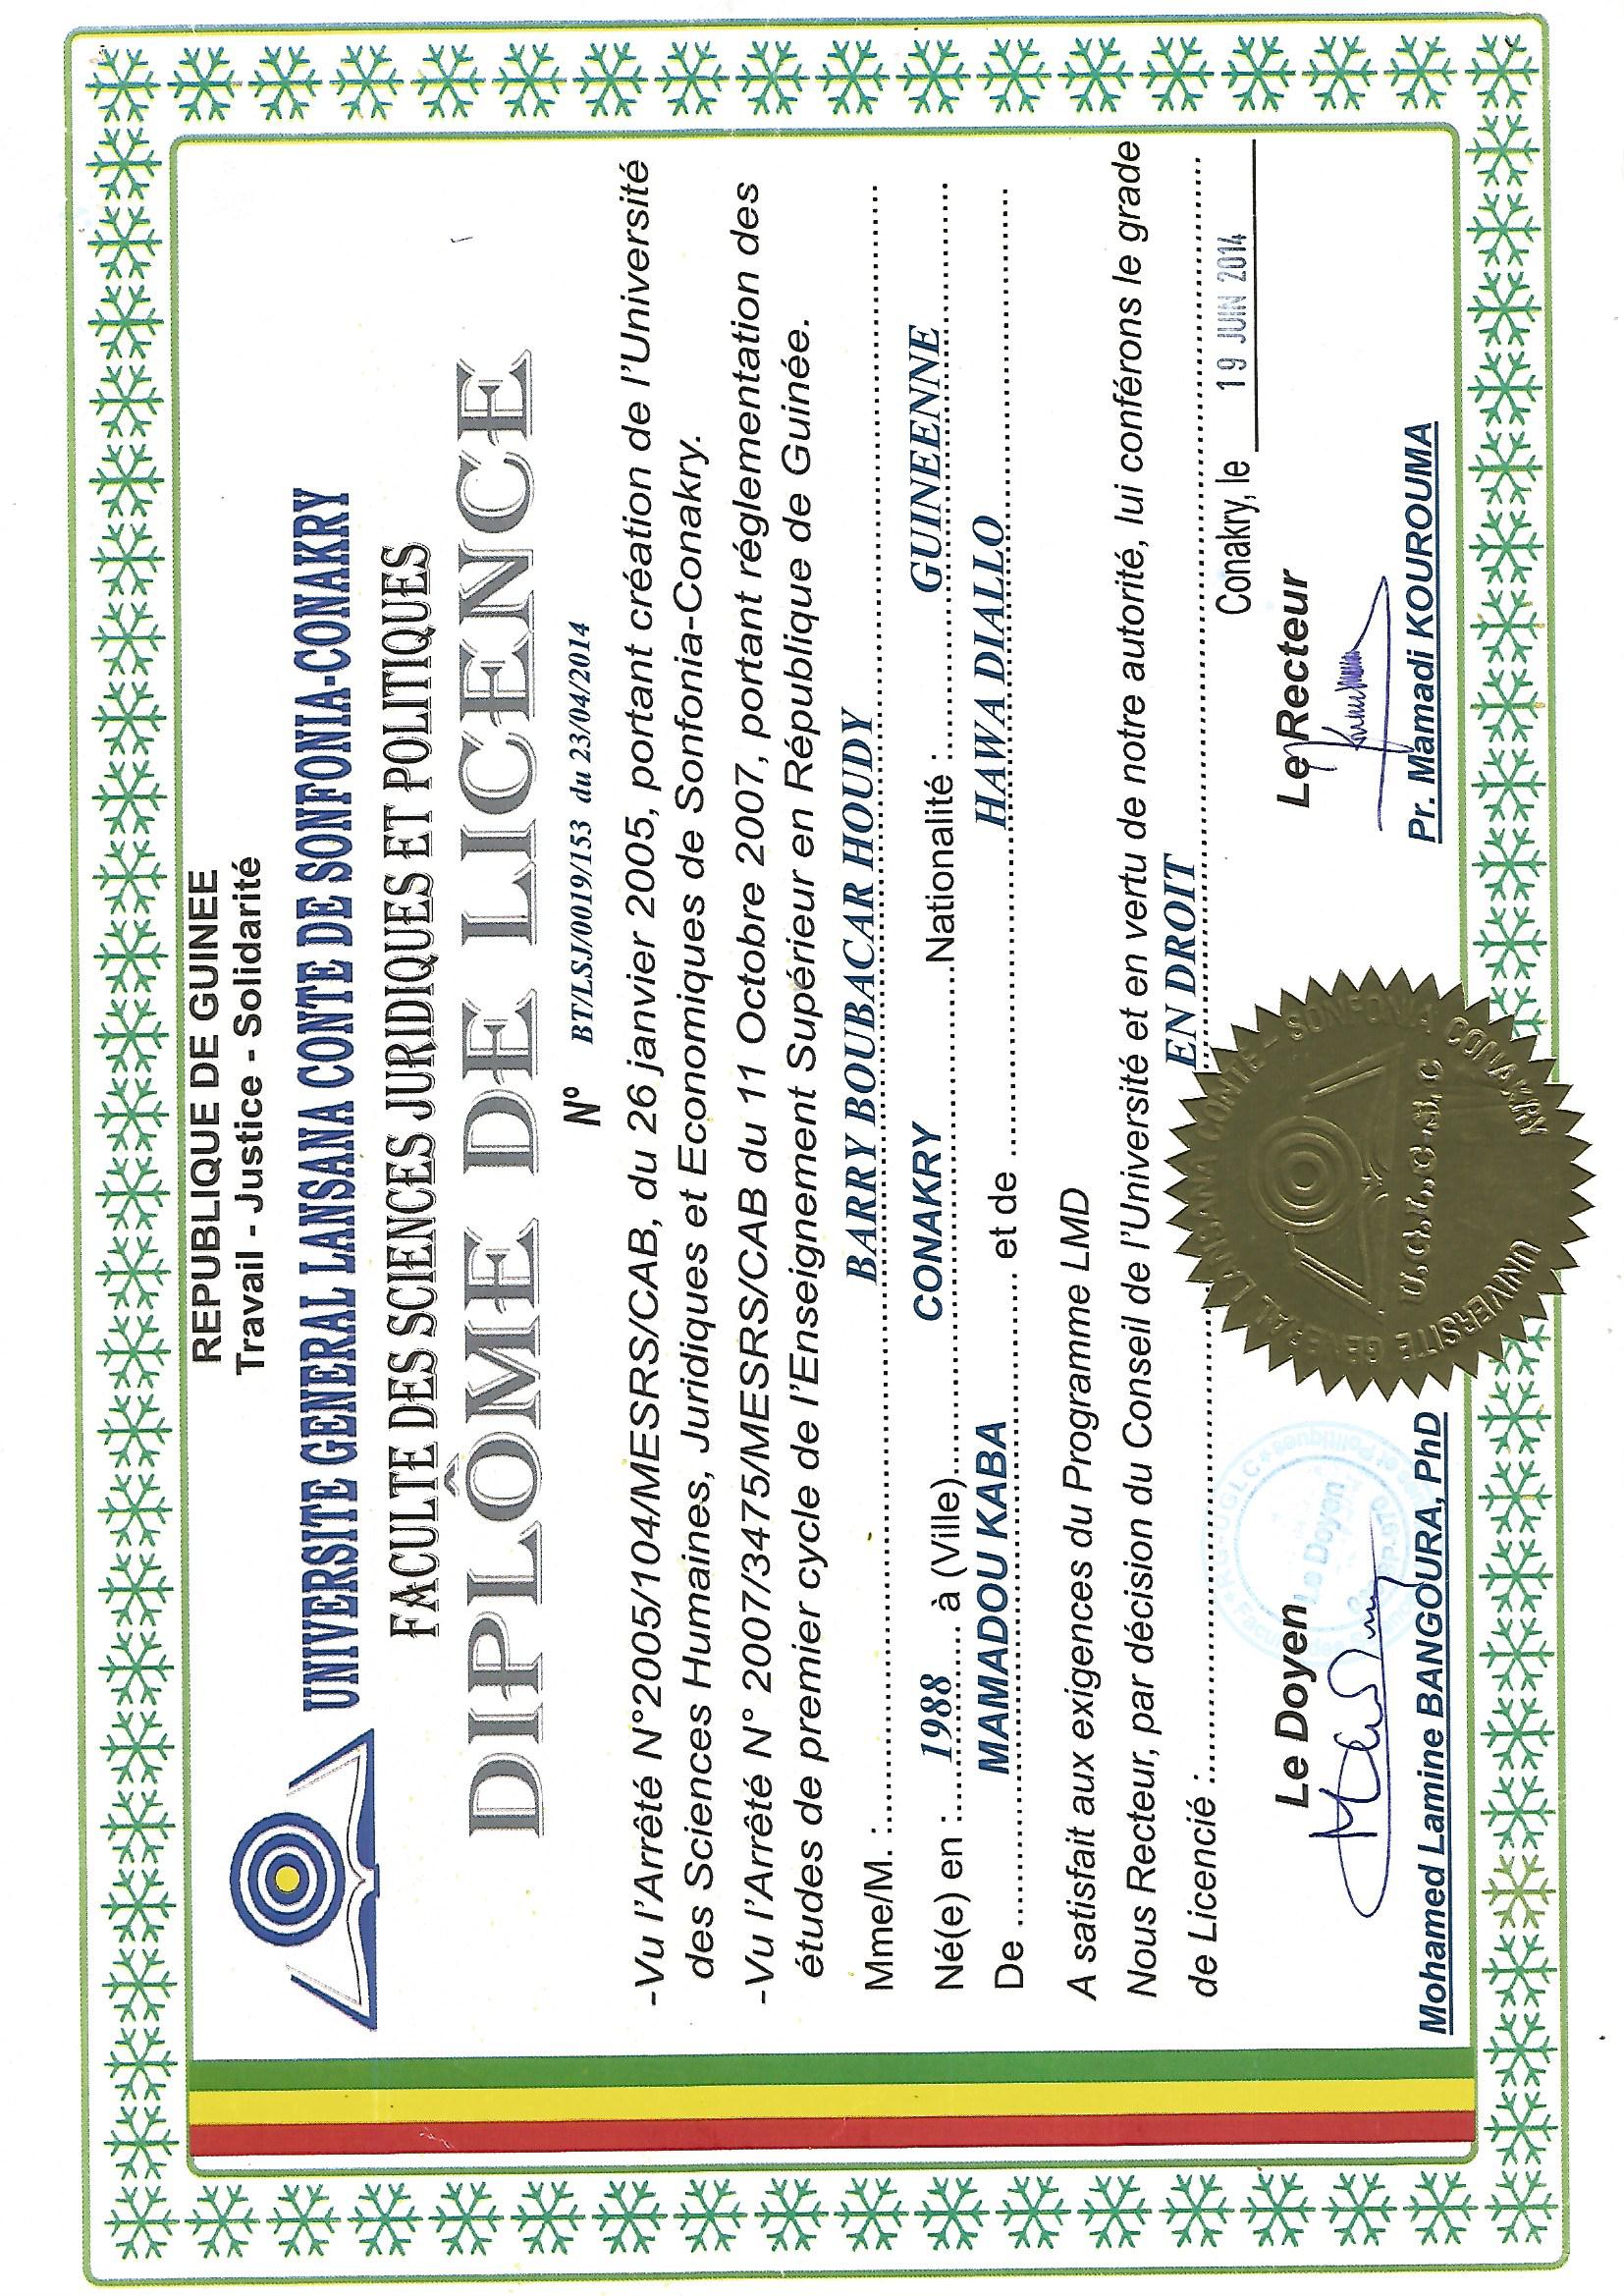 REPUBLIQUE DE GUINEE
Travail - Justice - Solidarité
UNIVERSITE GENERAL LANSANA CONTE DE SONFONIA-CONAKRY
FACULTE DES SCIENCES JURIDIQUES ET POLITIQUES
DIPLÔME DE LICENCE
N° BT/LSJ/0019/153 du 23/04/2014
-Vu l'Arrêté N°2005/104/MESRS/CAB, du 26 janvier 2005, portant création de l'Université
des Sciences Humaines, Juridiques et Economiques de Sonfonia-Conakry.
-Vu l'Arrêté N° 2007/3475/MESRS/CAB du 11 Octobre 2007, portant réglementation des
études de premier cycle de l'Enseignement Supérieur en République de Guinée.
Mme/M. : BARRY BOUBACAR HOUDY
Né(e) en : 1988 à (Ville) CONAKRY Nationalité : GUINEENNE
De MAMADOU KABA et de HAWA DIALLO
A satisfait aux exigences du Programme LMD
Nous Recteur, par décision du Conseil de l'Université et en vertu de notre autorité, lui conférons le grade
de Licencié : EN DROIT
Conakry, le 19 JUIN 2014
Le Doyen
Le Recteur
RG-UGLC
Le Doyen
UNIVERSITE GENERAL LANSANA CONTE - SONFONIA CONAKRY
U.G.L.C-S.C
Mohamed Lamine BANGOURA, PhD
Pr. Mamadi KOUROUMA